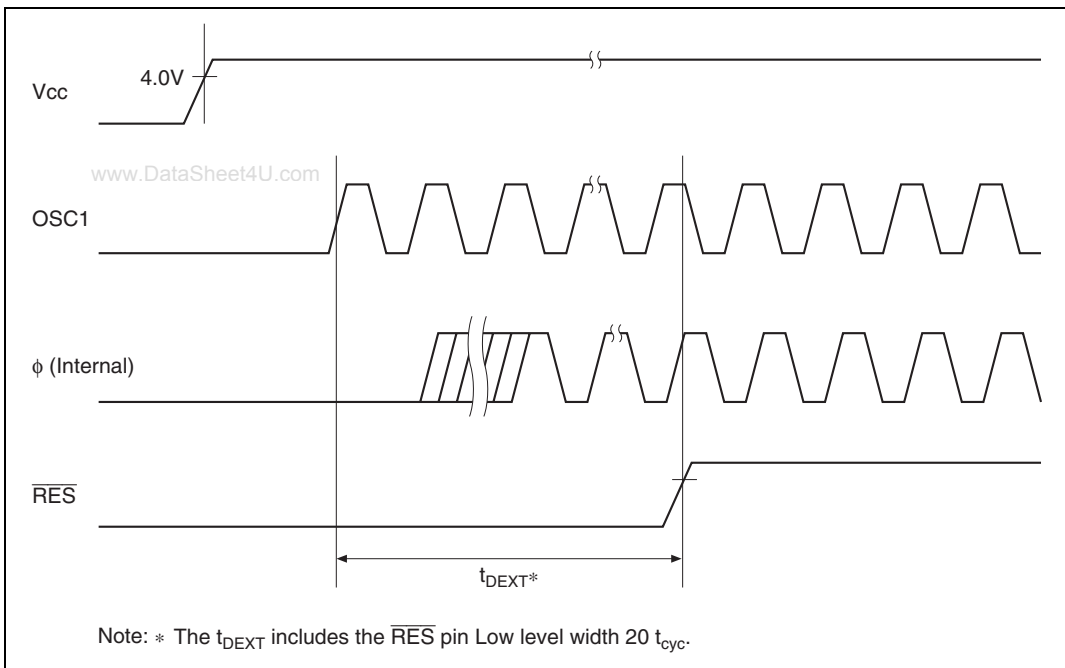 4.0V
Vcc
www.DataSheet4U.com
OSC1
ϕ (Internal)
RES
tDEXT*
Note: * The tDEXT includes the RES pin Low level width 20 tcyc.